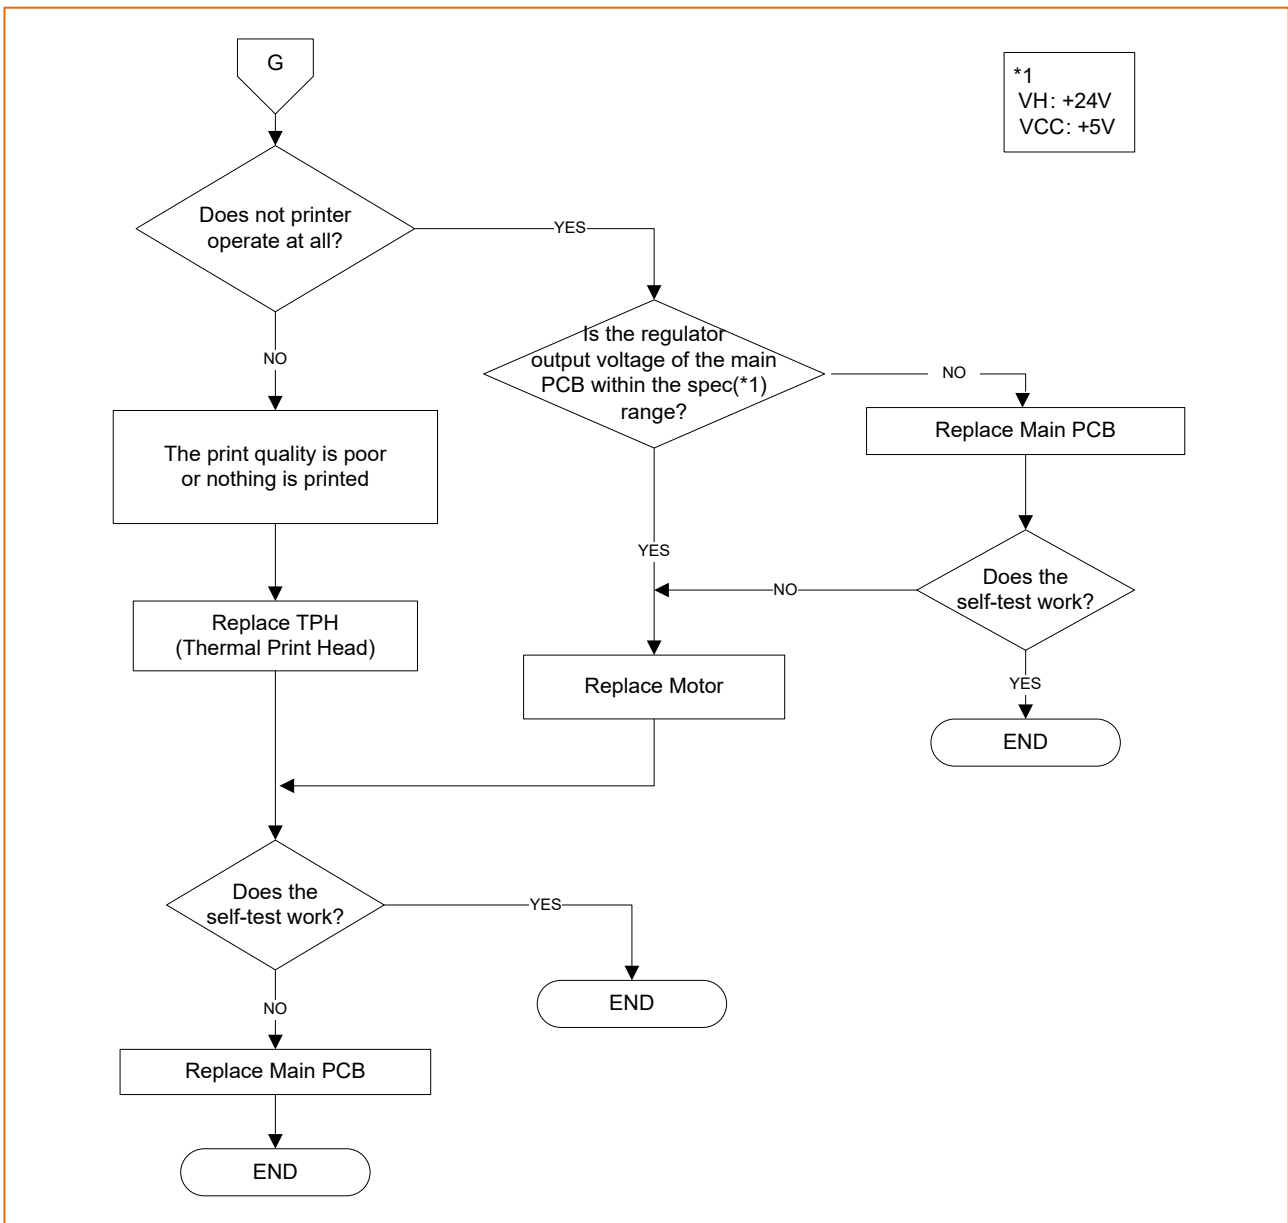 G
*1
VH: +24V
VCC: +5V
Does not printer
operate at all?
YES
NO
Is the regulator
output voltage of the main
PCB within the spec(*1)
range?
NO
Replace Main PCB
The print quality is poor
or nothing is printed
YES
Does the
self-test work?
NO
Replace TPH
(Thermal Print Head)
Replace Motor
YES
END
Does the
self-test work?
YES
END
NO
Replace Main PCB
END